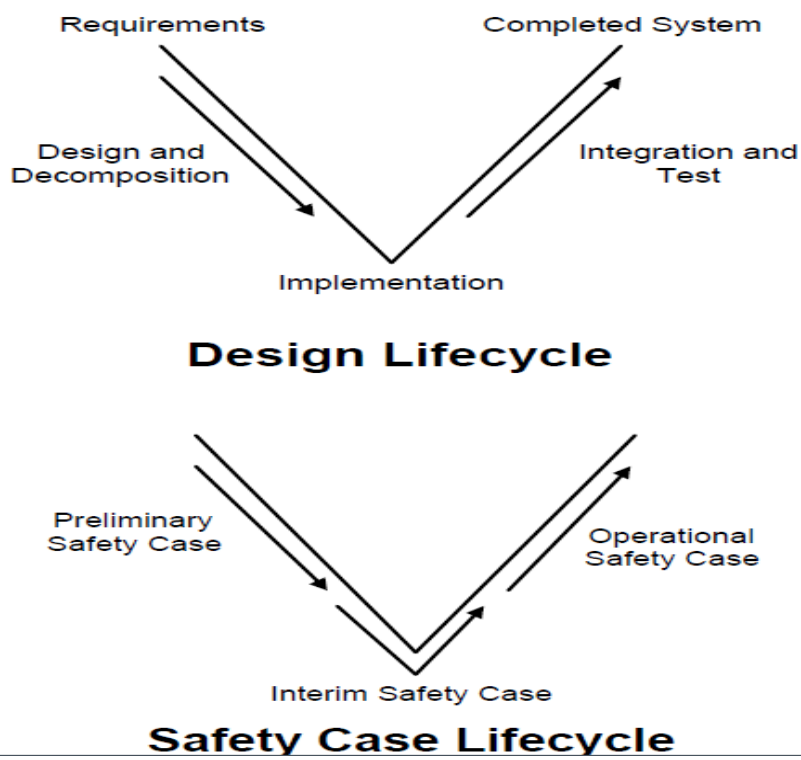 Requirements
Completed System
Design and
Decomposition
Integration and
Test
Implementation
Design Lifecycle
Preliminary
Safety Case
Operational
Safety Case
Interim Safety Case
Safety Case Lifecycle